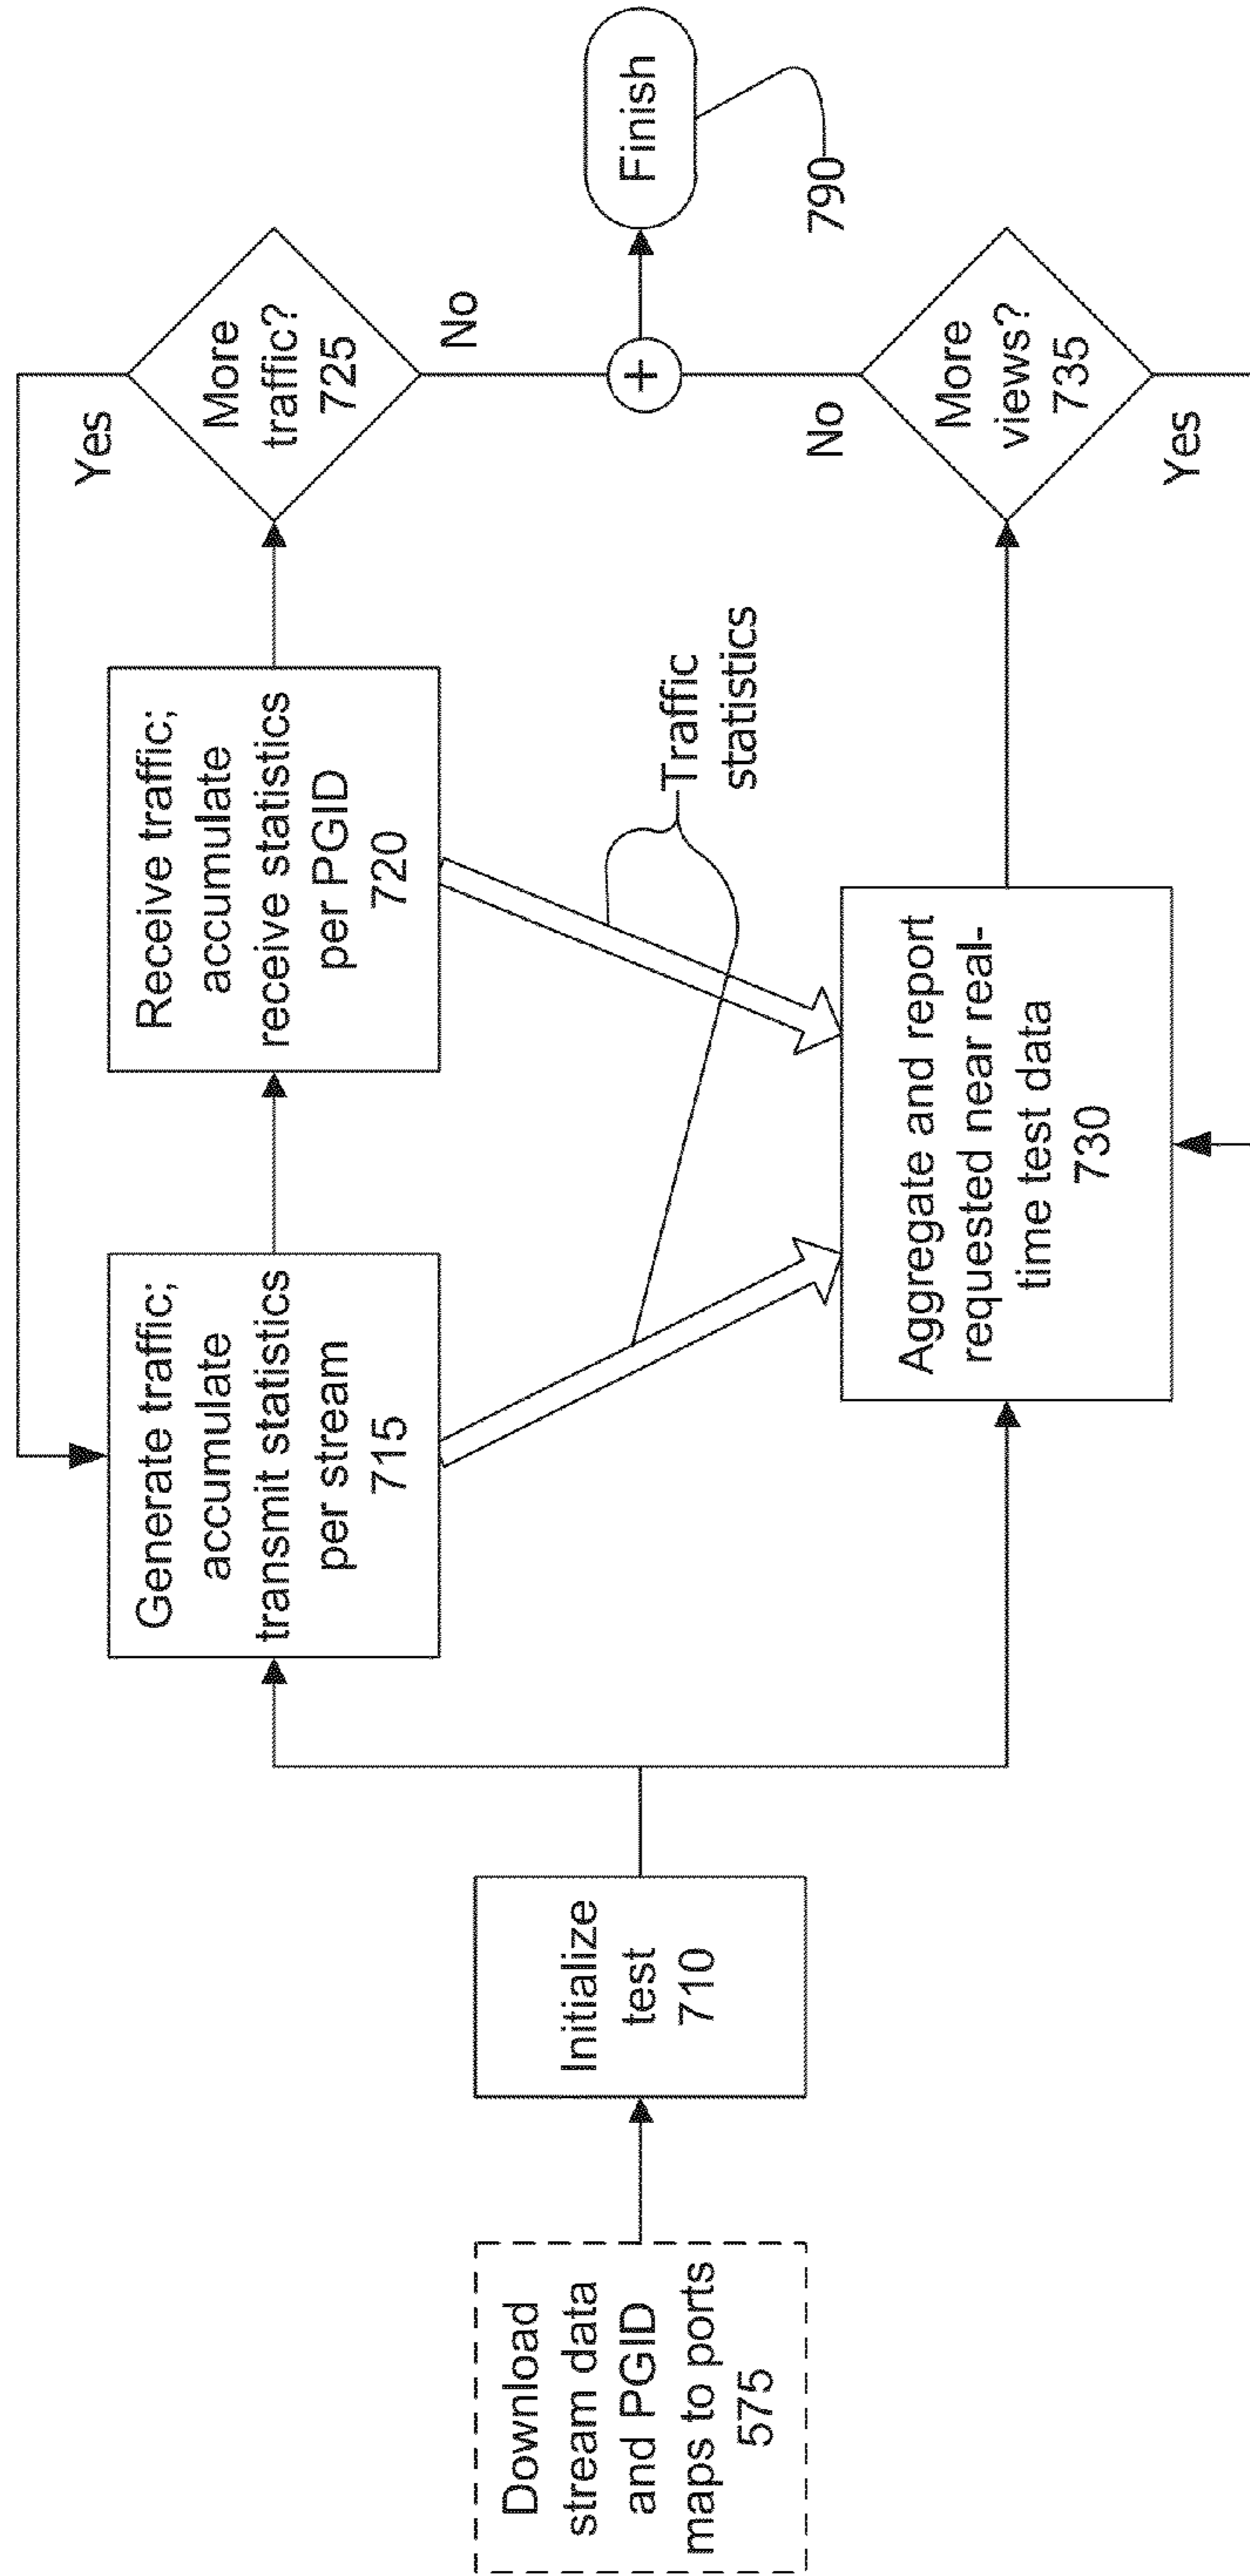 Download
stream data
and PGID
maps to ports
575
Initialize
test
710
Generate traffic;
accumulate
transmit statistics
per stream
715
Receive traffic;
accumulate
receive statistics
per PGID
720
Yes
More
traffic?
725
No
Traffic
statistics
Aggregate and report
requested near real-
time test data
730
No
More
views?
735
Yes
+
Finish
790